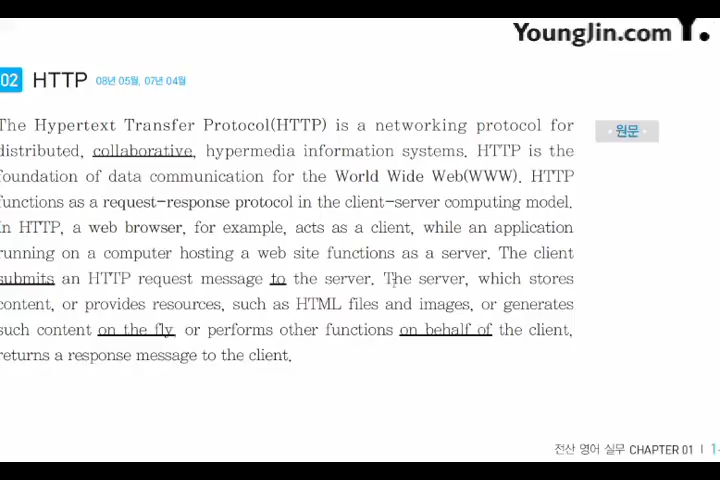 YoungJin.com Y.
02 HTTP 08년 05월, 07년 04월
The Hypertext Transfer Protocol(HTTP) is a networking protocol for
원문
distributed, collaborative, hypermedia information systems. HTTP is the
foundation of data communication for the World Wide Web(WWW). HTTP
functions as a request-response protocol in the client-server computing model.
In HTTP, a web browser, for example, acts as a client, while an application
running on a computer hosting a web site functions as a server. The client
submits an HTTP request message to the server. The server, which stores
content, or provides resources, such as HTML files and images, or generates
such content on the fly, or performs other functions on behalf of the client,
returns a response message to the client.
전산 영어 실무 CHAPTER 01 | 1-